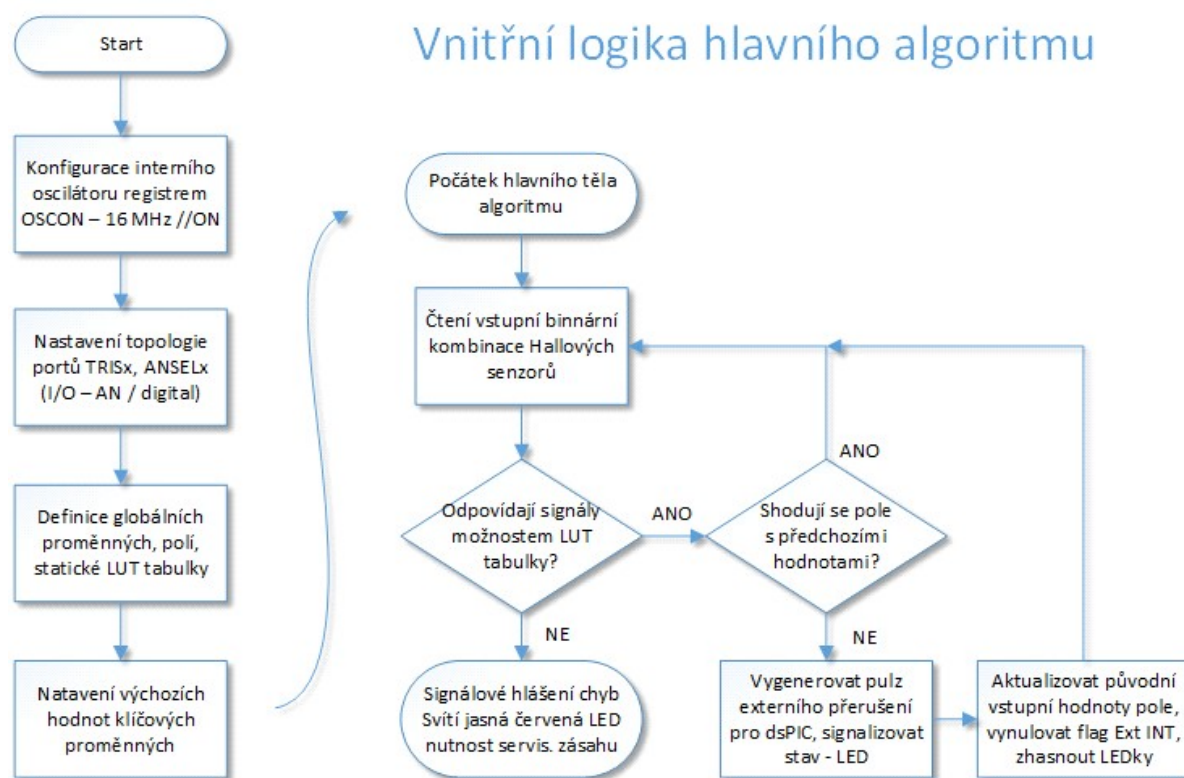 Vnitřní logika hlavního algoritmu
Start
Konfigurace interního
oscilátoru registrem
OSCON – 16 MHz //ON
Nastavení topologie
portů TRISx, ANSELx
(I/O – AN / digital)
Definice globálních
proměnných, polí,
statické LUT tabulky
Natavení výchozích
hodnot klíčových
proměnných
Počátek hlavního těla
algoritmu
Čtení vstupní binnární
kombinace Hallových
senzorů
Odpovídají signály
možnostem LUT
tabulky?
ANO
NE
Signálové hlášení chyb
Svítí jasná červená LED
nutnost servis. zásahu
Shodují se pole
s předchozími
hodnotami?
ANO
NE
Vygenerovat pulz
externího přerušení
pro dsPIC, signalizovat
stav - LED
Aktualizovat původní
vstupní hodnoty pole,
vynulovat flag Ext INT,
zhasnout LEDky